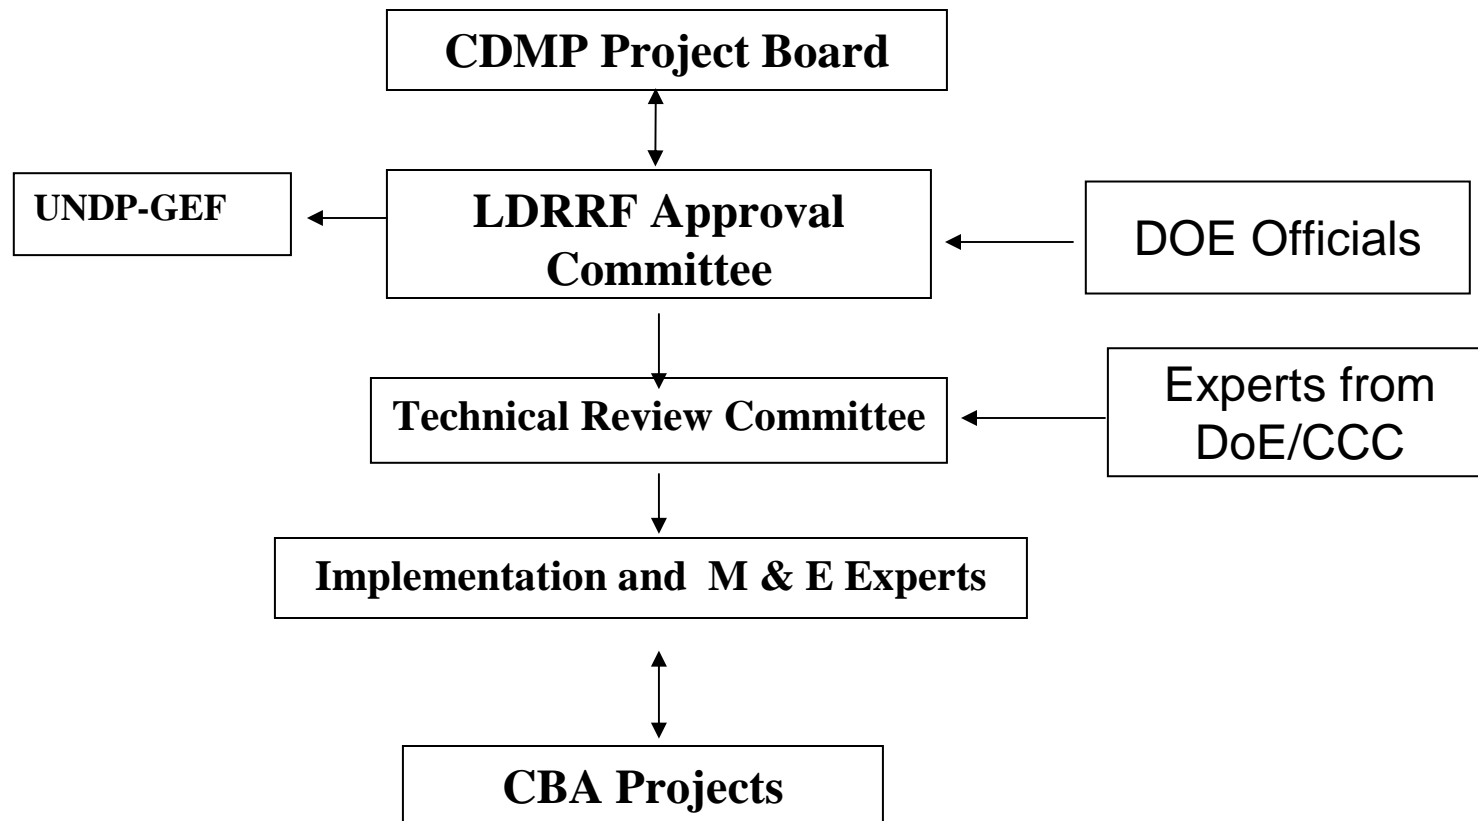 CDMP Project Board
UNDP-GEF
LDRRF Approval
Committee
DOE Officials
Technical Review Committee
Experts from
DoE/CCC
Implementation and  M & E Experts
CBA Projects